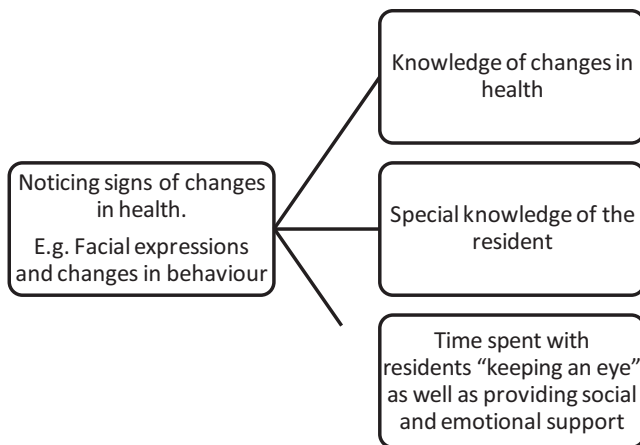 Knowledge of changes in
health
Noticing signs of changes
in health.
E.g. Facial expressions
and changes in behaviour
Special knowledge of the
resident
Time spent with
residents “keeping an eye”
as well as providing social
and emotional support